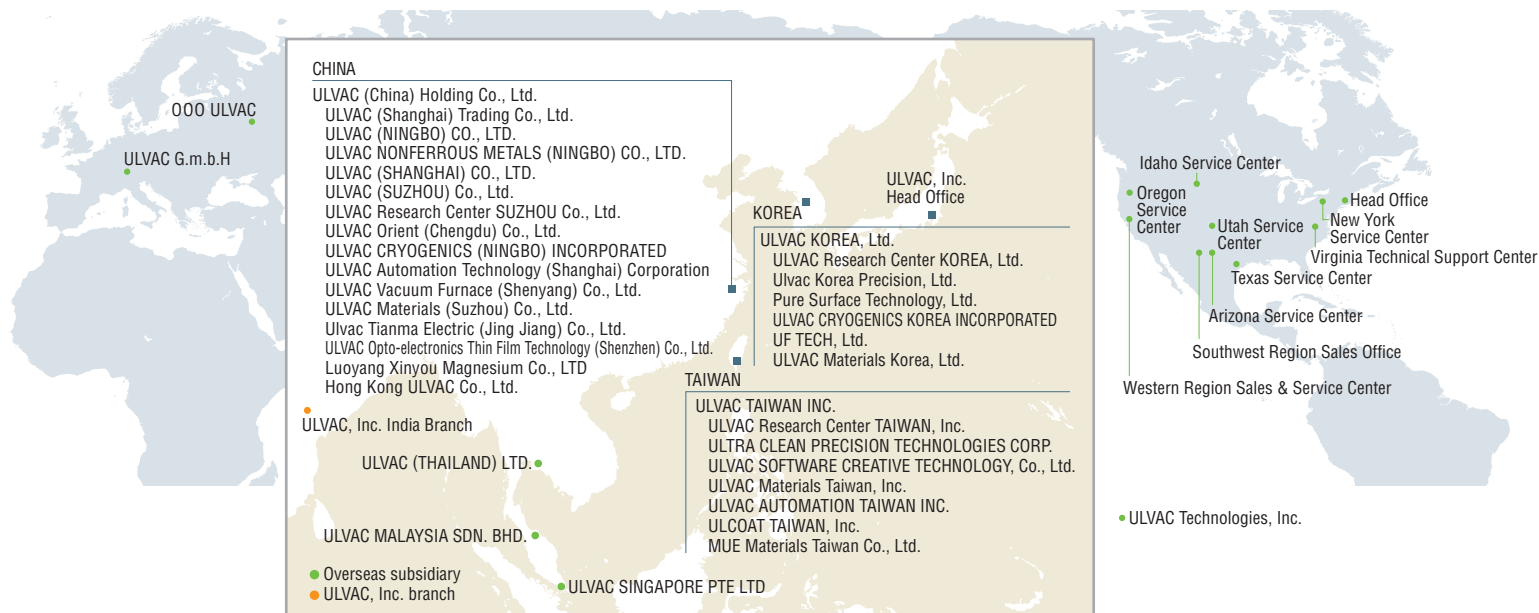 OOO ULVAC
ULVAC G.m.b.H
CHINA
ULVAC (China) Holding Co., Ltd.
ULVAC (Shanghai) Trading Co., Ltd.
ULVAC (NINGBO) CO., LTD.
ULVAC NONFERROUS METALS (NINGBO) CO., LTD.
ULVAC (SHANGHAI) CO., LTD.
ULVAC (SUZHOU) Co., Ltd.
ULVAC Research Center SUZHOU Co., Ltd.
ULVAC Orient (Chengdu) Co., Ltd.
ULVAC CRYOGENICS (NINGBO) INCORPORATED
ULVAC Automation Technology (Shanghai) Corporation
ULVAC Vacuum Furnace (Shenyang) Co., Ltd.
ULVAC Materials (Suzhou) Co., Ltd.
Ulvac Tianma Electric (Jing Jiang) Co., Ltd.
ULVAC Opto-electronics Thin Film Technology (Shenzhen) Co., Ltd.
Luoyang Xinyou Magnesium Co., LTD
Hong Kong ULVAC Co., Ltd.
ULVAC, Inc. India Branch
ULVAC (THAILAND) LTD.
ULVAC MALAYSIA SDN. BHD.
ULVAC SINGAPORE PTE LTD
Overseas subsidiary
ULVAC, Inc. branch
ULVAC, Inc.
Head Office
KOREA
ULVAC KOREA, Ltd.
ULVAC Research Center KOREA, Ltd.
Ulvac Korea Precision, Ltd.
Pure Surface Technology, Ltd.
ULVAC CRYOGENICS KOREA INCORPORATED
UF TECH, Ltd.
ULVAC Materials Korea, Ltd.
TAIWAN
ULVAC TAIWAN INC.
ULVAC Research Center TAIWAN, Inc.
ULTRA CLEAN PRECISION TECHNOLOGIES CORP.
ULVAC SOFTWARE CREATIVE TECHNOLOGY, Co., Ltd.
ULVAC Materials Taiwan, Inc.
ULVAC AUTOMATION TAIWAN INC.
ULCOAT TAIWAN, Inc.
MUE Materials Taiwan Co., Ltd.
Idaho Service Center
Oregon
Service
Center
Utah Service
Center
Head Office
New York
Service Center
Virginia Technical Support Center
Texas Service Center
Arizona Service Center
Southwest Region Sales Office
Western Region Sales & Service Center
ULVAC Technologies, Inc.